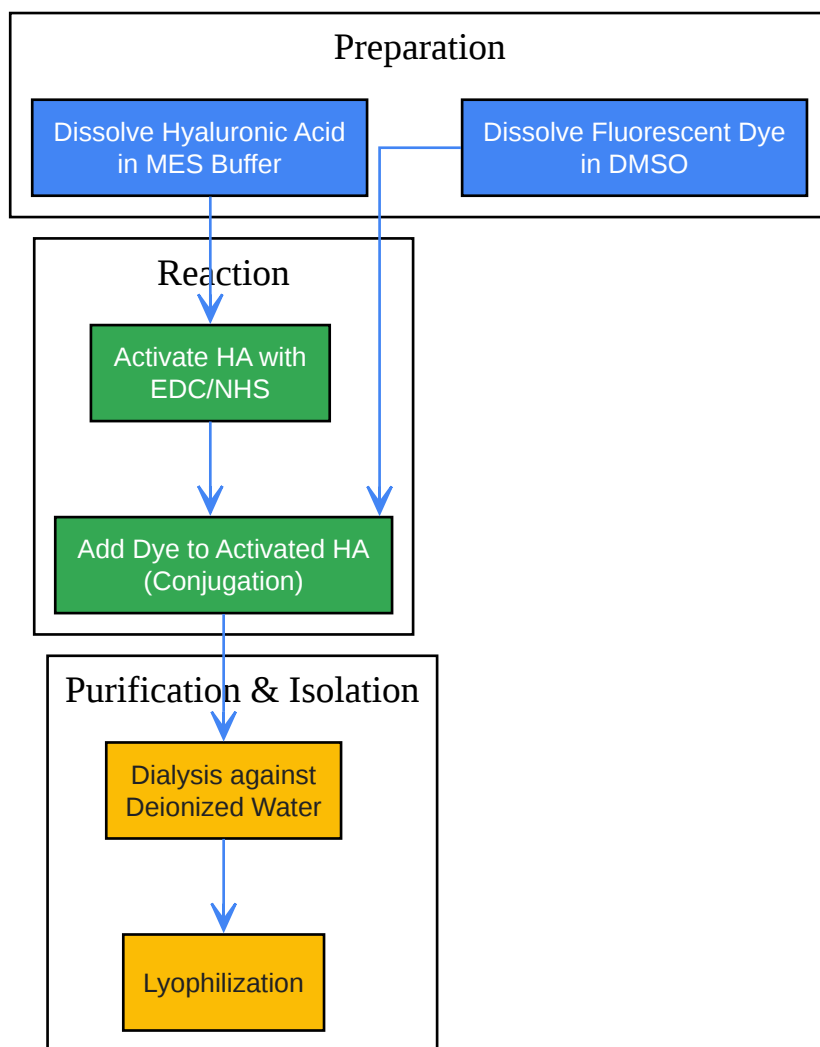 Preparation
Dissolve Hyaluronic Acid
in MES Buffer
Dissolve Fluorescent Dye
in DMSO
Reaction
Activate HA with
EDC/NHS
Add Dye to Activated HA
(Conjugation)
Purification & Isolation
Dialysis against
Deionized Water
Lyophilization